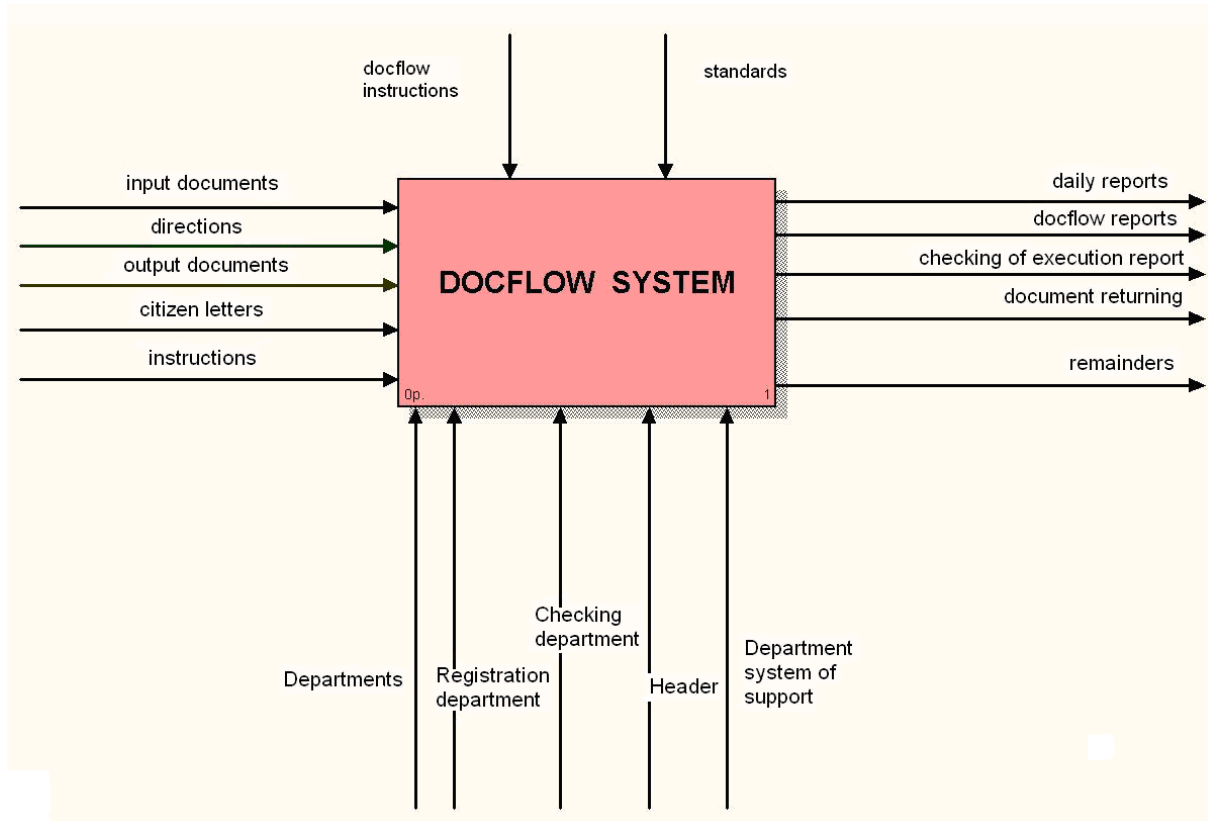 docflow
instructions
standards
input documents
directions
output documents
citizen letters
instructions
DOCFLOW SYSTEM
0p.
1
daily reports
docflow reports
checking of execution report
document returning
remainders
Departments
Registration
department
Checking
department
Header
Department
system of
support